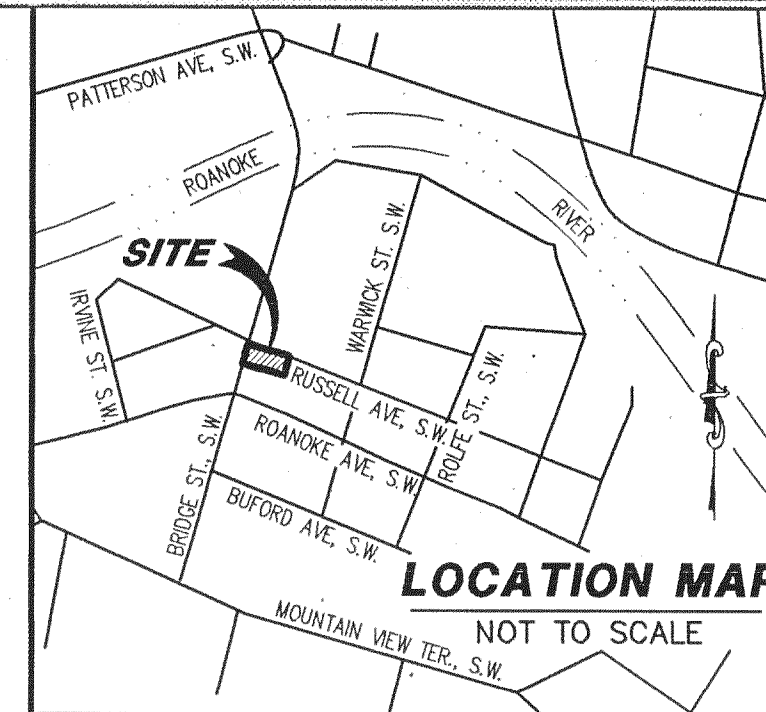 PATTERSON AVE, S.W.
ROANOKE
RIVER
SITE
IRVINE ST. S.W.
WARWICK ST. S.W.
RUSSELL AVE, S.W.
ROLFE ST., S.W.
ROANOKE AVE, S.W.
BRIDGE ST., S.W.
BUFORD AVE, S.W.
LOCATION MAP
NOT TO SCALE
MOUNTAIN VIEW TER., S.W.